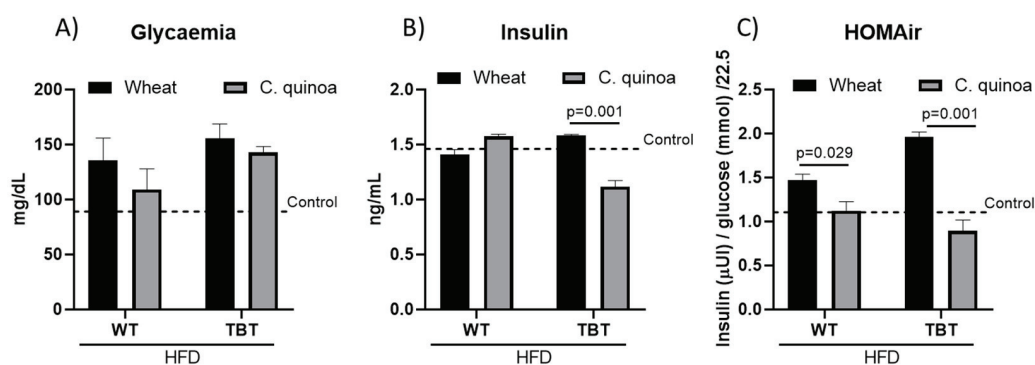 A)
Glycaemia
Wheat
C. quinoa
mg/dL
200
150
100
50
0
Control
WT
TBT
HFD
B)
Insulin
Wheat
C. quinoa
ng/mL
2.0
1.5
1.0
0.5
0.0
p=0.001
Control
WT
TBT
HFD
C)
HOMAir
Wheat
C. quinoa
Insulin (μUI) / glucose (mmol) /22.5
2.5
2.0
1.5
1.0
0.5
0.0
p=0.029
p=0.001
Control
WT
TBT
HFD